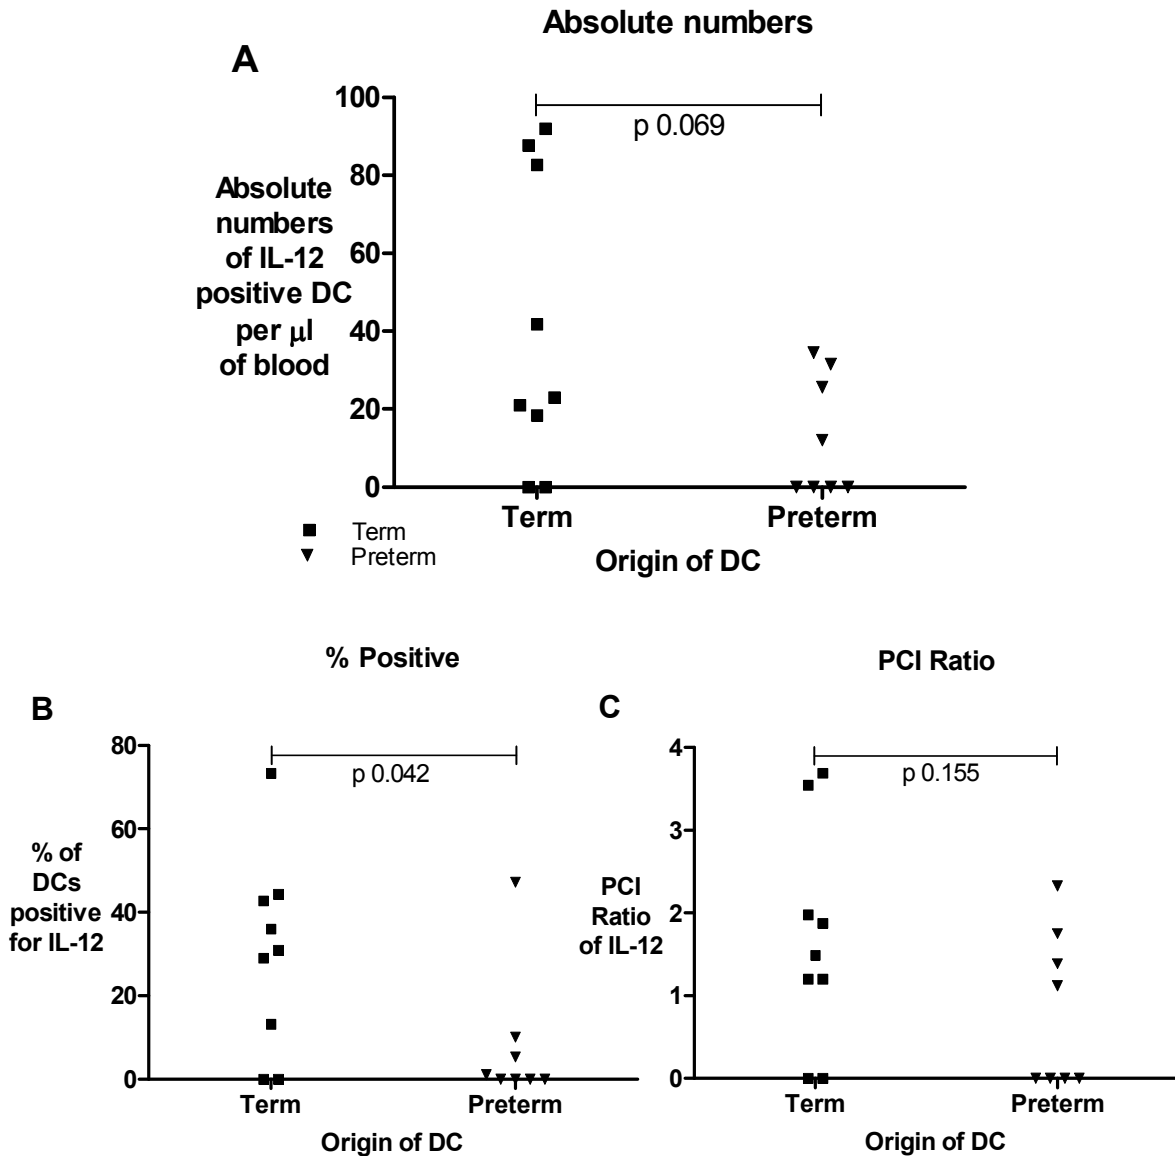 Absolute numbers
A
100
80
60
40
20
0
p 0.069
Absolute
numbers
of IL-12
positive DC
per µl
of blood
Term
Preterm
Origin of DC
Term
Preterm
% Positive
B
80
60
40
20
0
p 0.042
% of
DCs
positive
for IL-12
Term
Preterm
Origin of DC
PCI Ratio
C
4
3
2
1
0
p 0.155
PCI
Ratio
of IL-12
Term
Preterm
Origin of DC